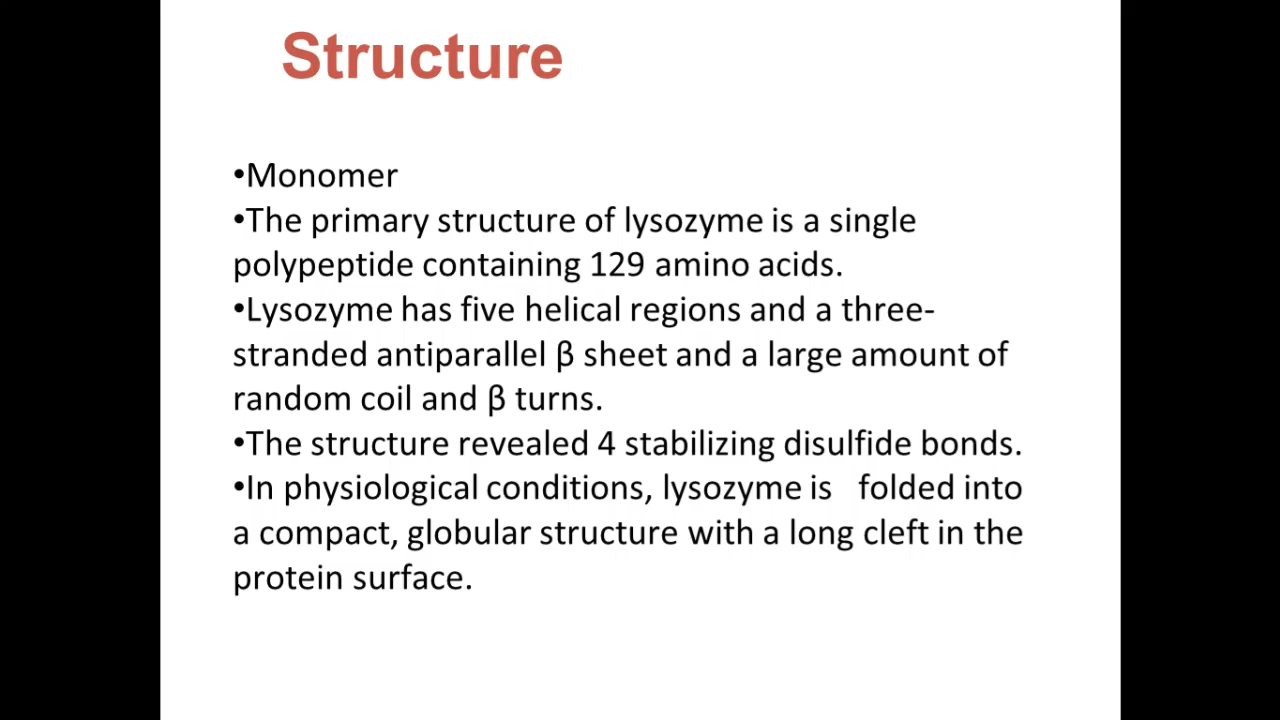 Structure
•Monomer
•The primary structure of lysozyme is a single
polypeptide containing 129 amino acids.
•Lysozyme has five helical regions and a three-
stranded antiparallel β sheet and a large amount of
random coil and β turns.
•The structure revealed 4 stabilizing disulfide bonds.
•In physiological conditions, lysozyme is   folded into
a compact, globular structure with a long cleft in the
protein surface.